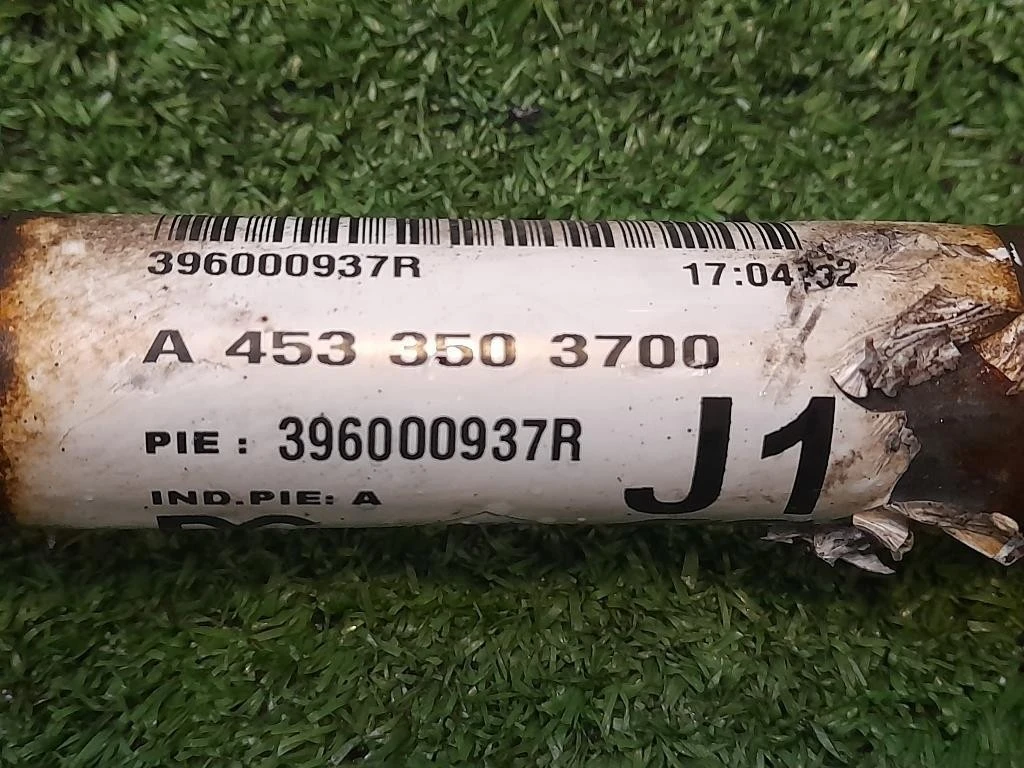 396000937R 17:04:32
A 453 350 3700
PIE : 396000937R
J1
IND.PIE: A